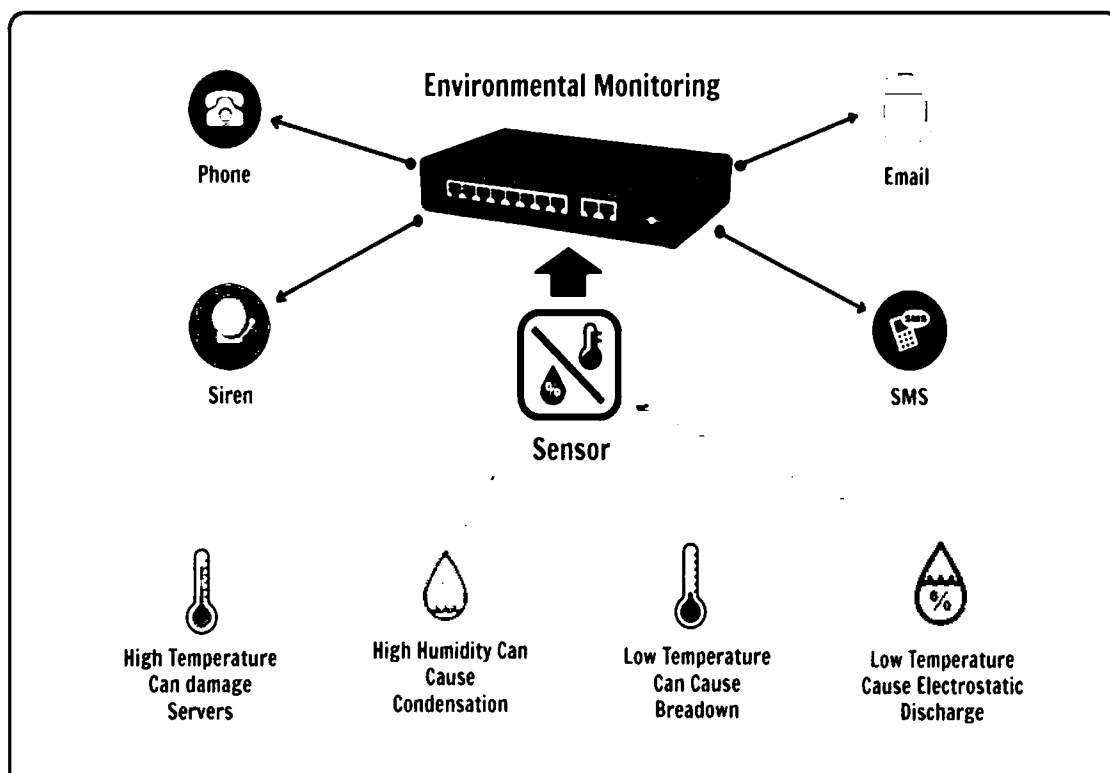 Environmental Monitoring
Phone
Email
Siren
SMS
SMS
Sensor
%
High Temperature
Can damage
Servers
High Humidity Can
Cause
Condensation
Low Temperature
Can Cause
Breadown
%
Low Temperature
Cause Electrostatic
Discharge